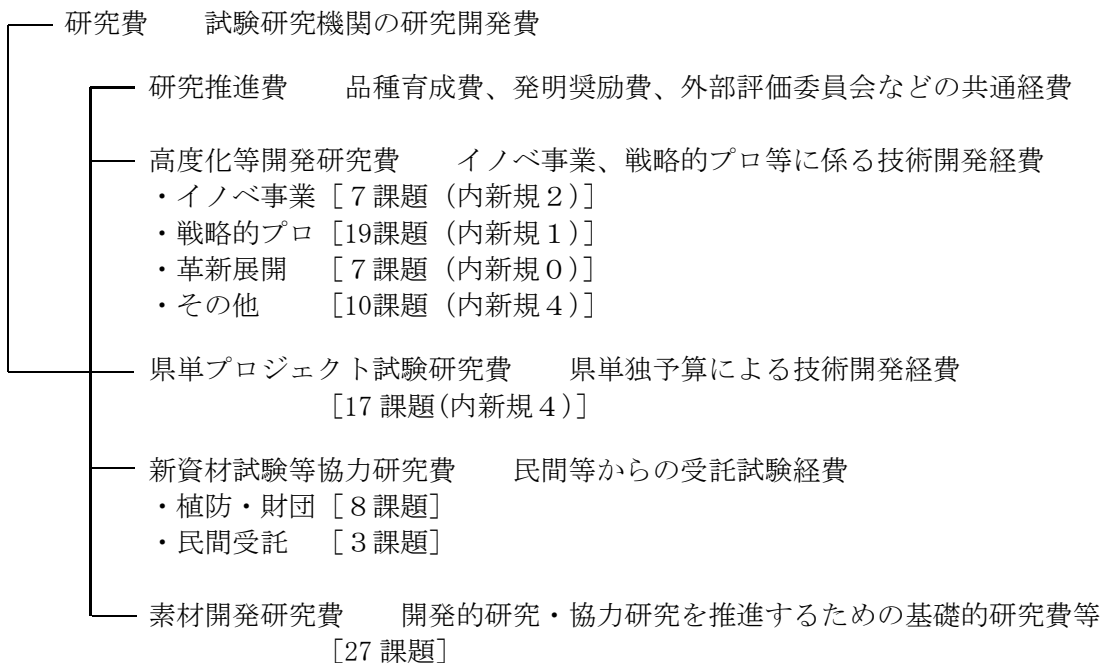 研究費　　試験研究機関の研究開発費
研究推進費　　品種育成費、発明奨励費、外部評価委員会などの共通経費
高度化等開発研究費　　イノベ事業、戦略的プロ等に係る技術開発経費
・イノベ事業［７課題（内新規２）］
・戦略的プロ［19課題（内新規１）］
・革新展開　［７課題（内新規０）］
・その他　　［10課題（内新規４）］
県単プロジェクト試験研究費　　県単独予算による技術開発経費
［17 課題(内新規４)］
新資材試験等協力研究費　　民間等からの受託試験経費
・植防・財団［８課題］
・民間受託　［３課題］
素材開発研究費　　開発的研究・協力研究を推進するための基礎的研究費等
［27 課題］